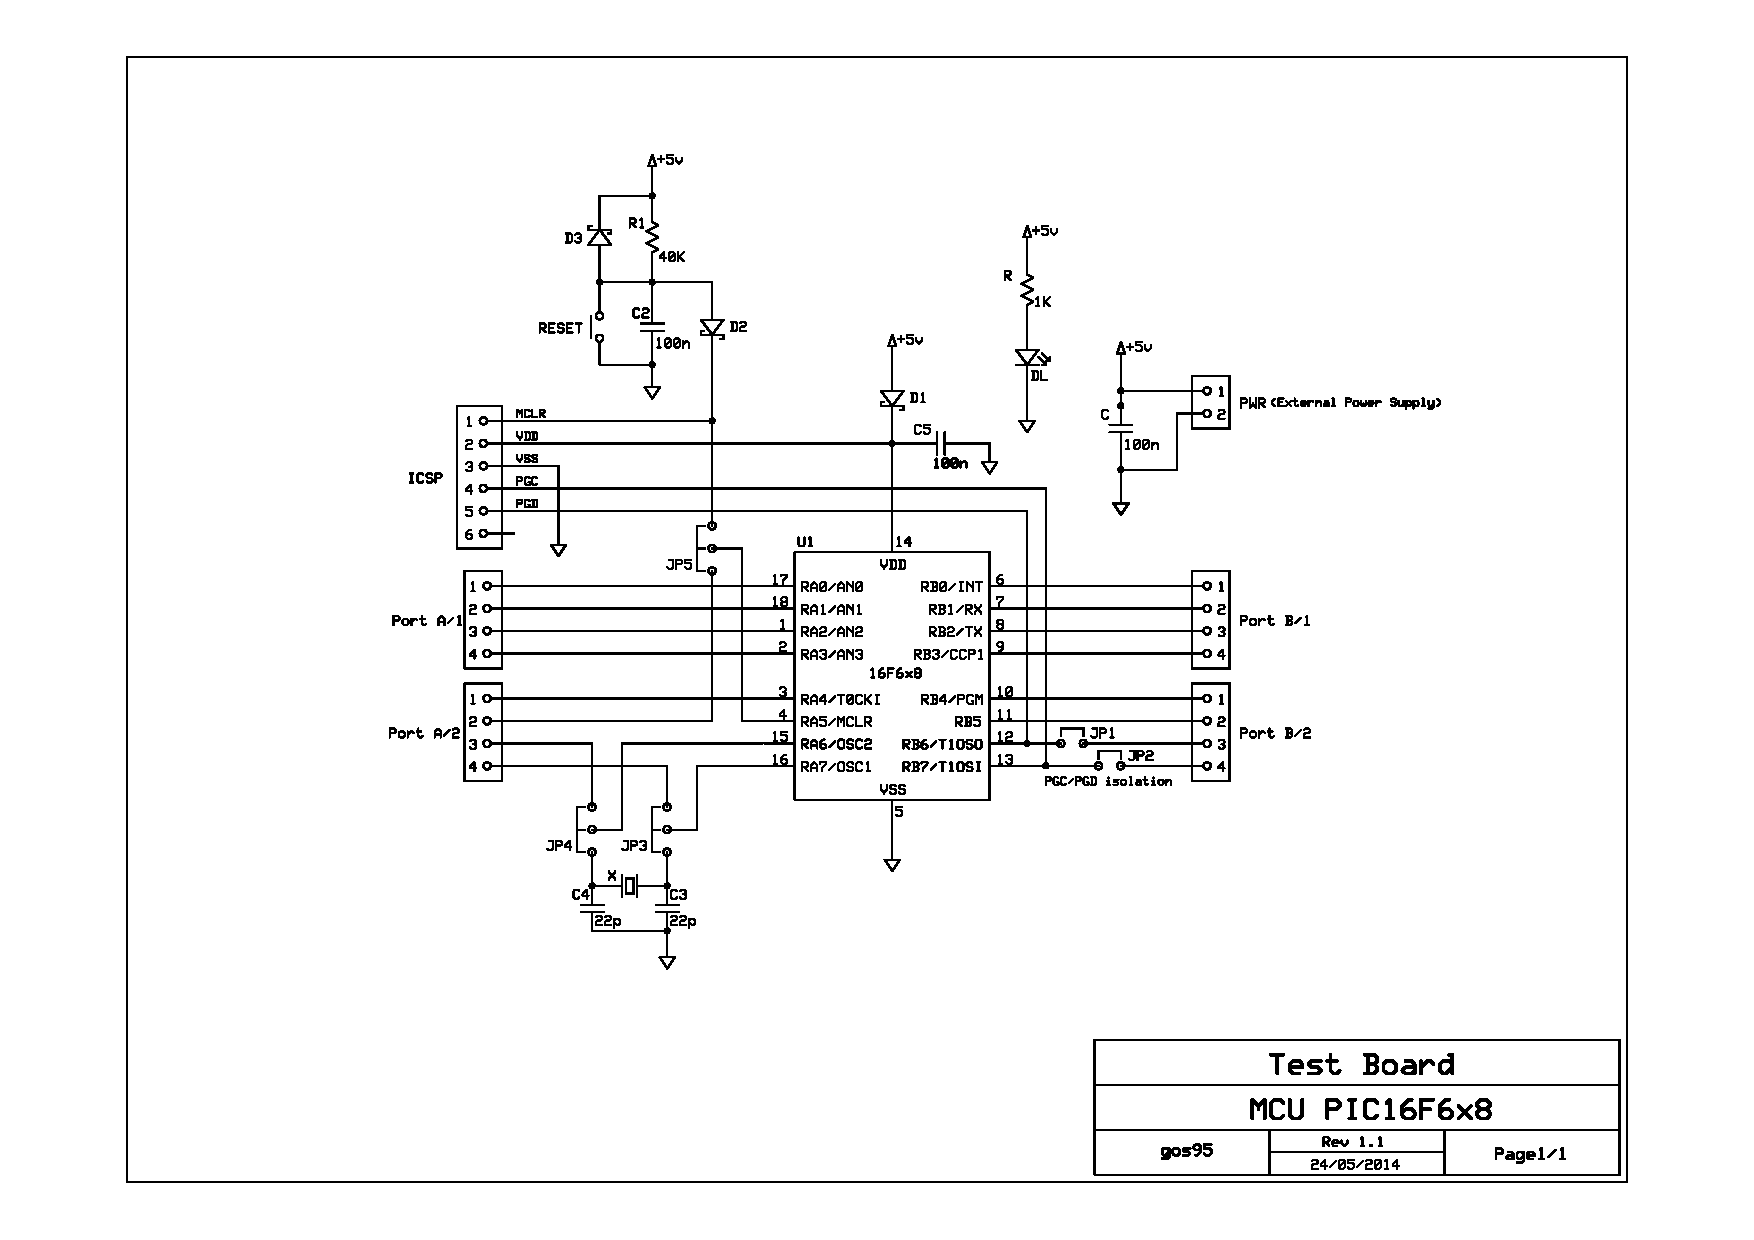 +5v
R1
D3
40K
+5v
R
1K
C2
RESET
D2
100n
+5v
+5v
DL
D1
1
PWR (External Power Supply)
2
C
100n
MCLR
1
VDD
2
C5
100n
VSS
3
ICSP
PGC
4
PGD
5
6
JP5
U1
14
VDD
Port A/1
1
2
3
4
17
RA0/AN0
18
RA1/AN1
1
RA2/AN2
2
RA3/AN3
16F6x8
RB0/INT
6
RB1/RX
7
RB2/TX
8
RB3/CCP1
9
1
2
3
4
Port B/1
Port A/2
1
2
3
4
3
RA4/T0CKI
4
RA5/MCLR
15
RA6/OSC2
16
RA7/OSC1
RB4/PGM
10
RB5
11
RB6/T1OSO
12
RB7/T1OSI
13
JP1
JP2
PGC/PGD isolation
1
2
3
4
Port B/2
VSS
5
JP4
JP3
X
C4
C3
22p
22p
Test Board
MCU PIC16F6x8
gos95
Rev 1.1
24/05/2014
Page1/1